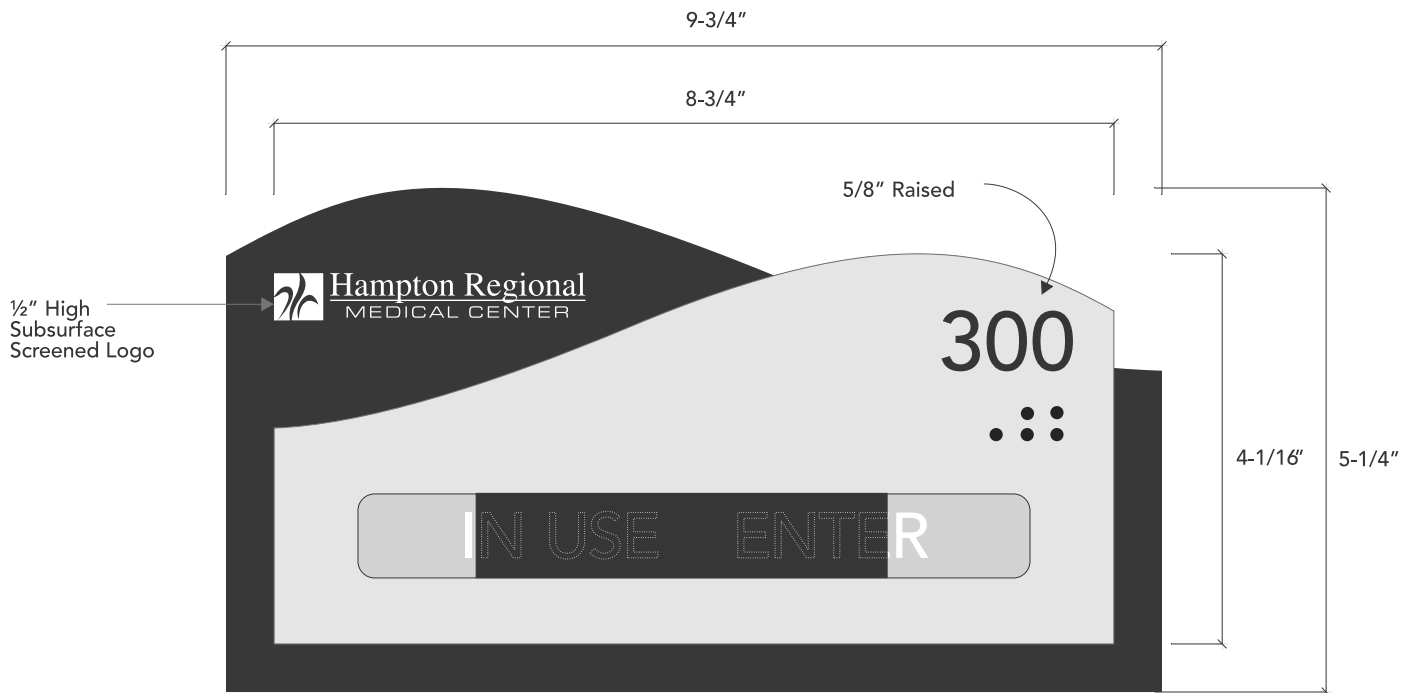 9-3/4"
8-3/4"
5/8" Raised
½" High
Subsurface
Screened Logo
Hampton Regional
MEDICAL CENTER
300
4-1/16"
5-1/4"
IN USE ENTER